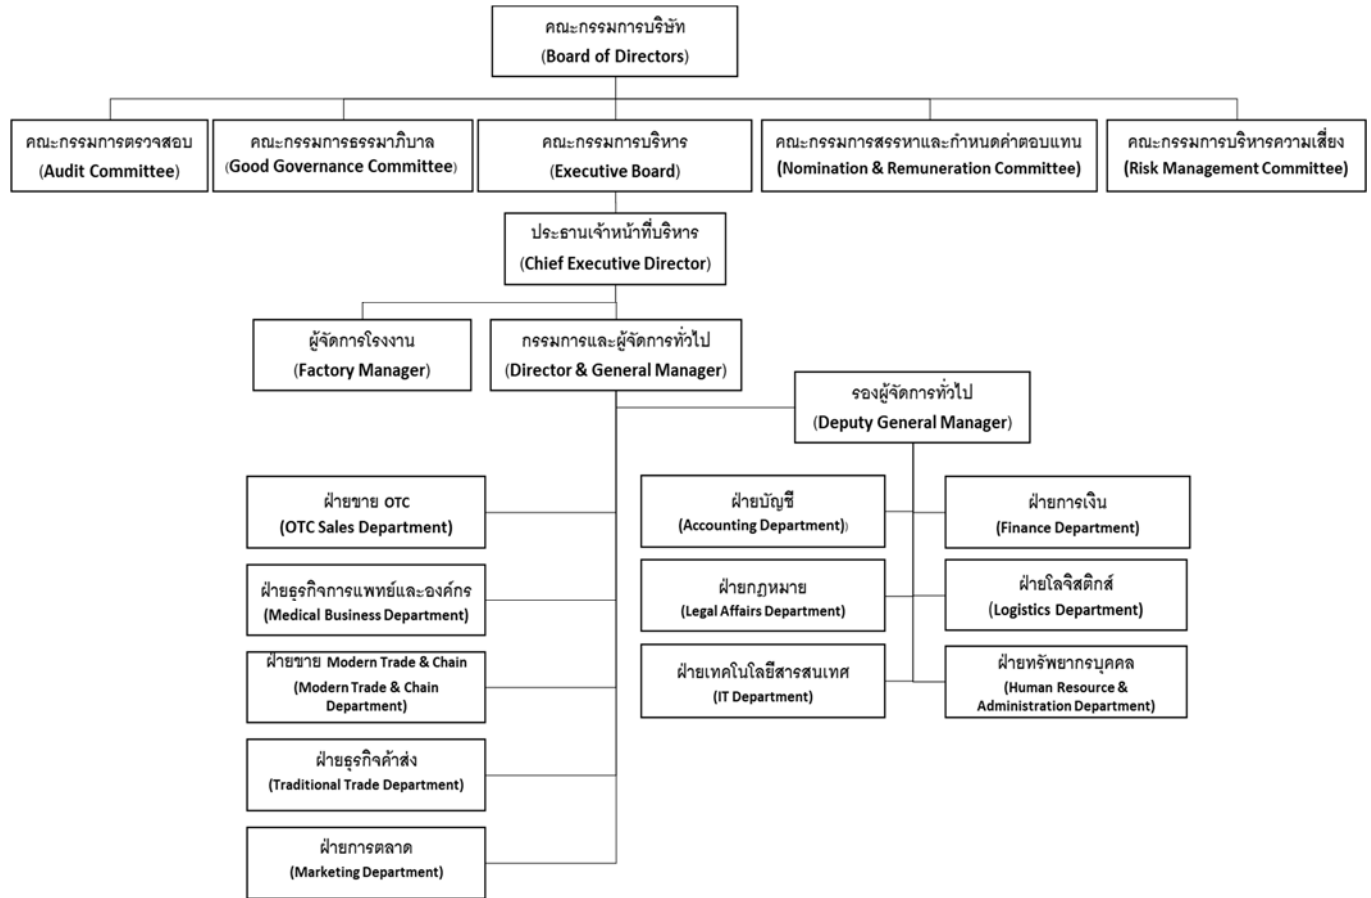 คณะกรรมการบริษัท
(Board of Directors)
คณะกรรมการตรวจสอบ
(Audit Committee)
คณะกรรมการธรรมาภิบาล
(Good Governance Committee)
คณะกรรมการบริหาร
(Executive Board)
คณะกรรมการสรรหาและกำหนดค่าตอบแทน
(Nomination & Remuneration Committee)
คณะกรรมการบริหารความเสี่ยง
(Risk Management Committee)
ประธานเจ้าหน้าที่บริหาร
(Chief Executive Director)
ผู้จัดการโรงงาน
(Factory Manager)
กรรมการและผู้จัดการทั่วไป
(Director & General Manager)
รองผู้จัดการทั่วไป
(Deputy General Manager)
ฝ่ายขาย OTC
(OTC Sales Department)
ฝ่ายธุรกิจการแพทย์และองค์กร
(Medical Business Department)
ฝ่ายขาย Modern Trade & Chain
(Modern Trade & Chain
Department)
ฝ่ายธุรกิจค้าส่ง
(Traditional Trade Department)
ฝ่ายการตลาด
(Marketing Department)
ฝ่ายบัญชี
(Accounting Department))
ฝ่ายการเงิน
(Finance Department)
ฝ่ายกฎหมาย
(Legal Affairs Department)
ฝ่ายโลจิสติกส์
(Logistics Department)
ฝ่ายเทคโนโลยีสารสนเทศ
(IT Department)
ฝ่ายทรัพยากรบุคคล
(Human Resource &
Administration Department)